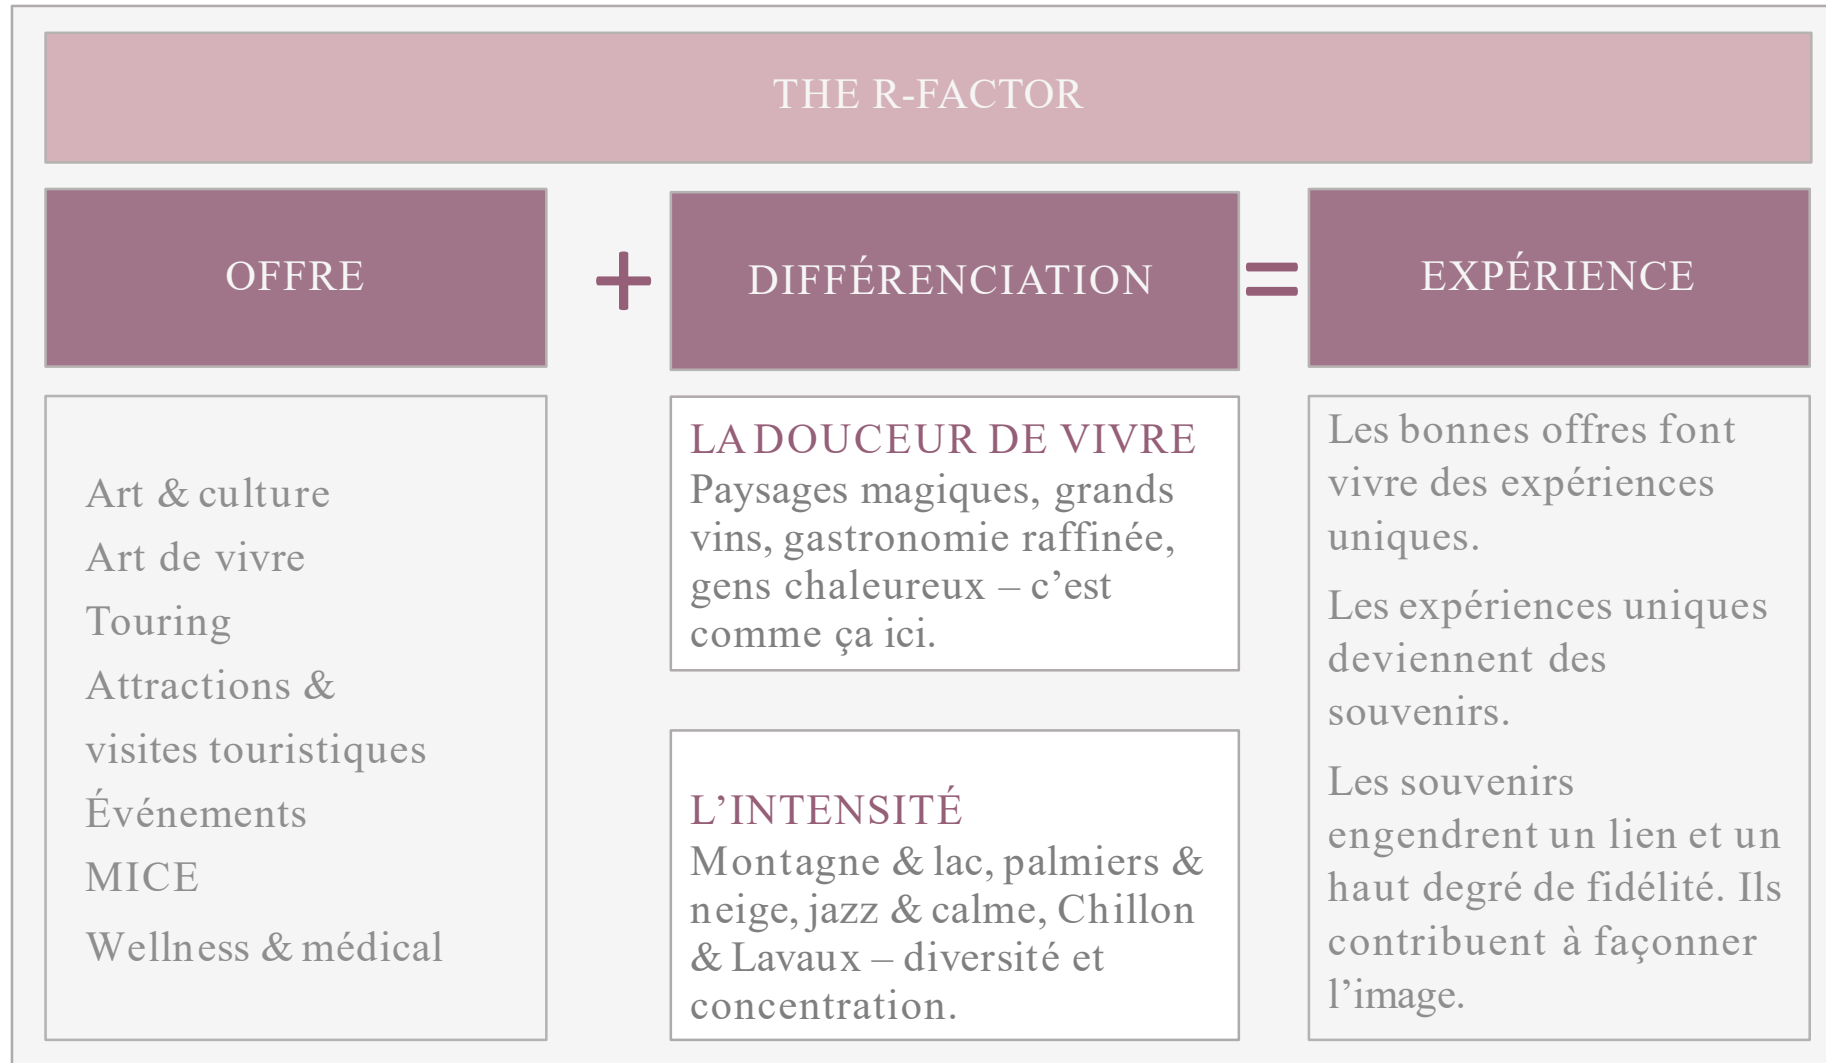 THE R-FACTOR
OFFRE
+
DIFFÉRENCIATION
=
EXPÉRIENCE
Art & culture
Art de vivre
Touring
Attractions &
visites touristiques
Événements
MICE
Wellness & médical
LA DOUCEUR DE VIVRE
Paysages magiques, grands
vins, gastronomie raffinée,
gens chaleureux – c’est
comme ça ici.
L’INTENSITÉ
Montagne & lac, palmiers &
neige, jazz & calme, Chillon
& Lavaux – diversité et
concentration.
Les bonnes offres font
vivre des expériences
uniques.
Les expériences uniques
deviennent des
souvenirs.
Les souvenirs
engendrent un lien et un
haut degré de fidélité. Ils
contribuent à façonner
l’image.